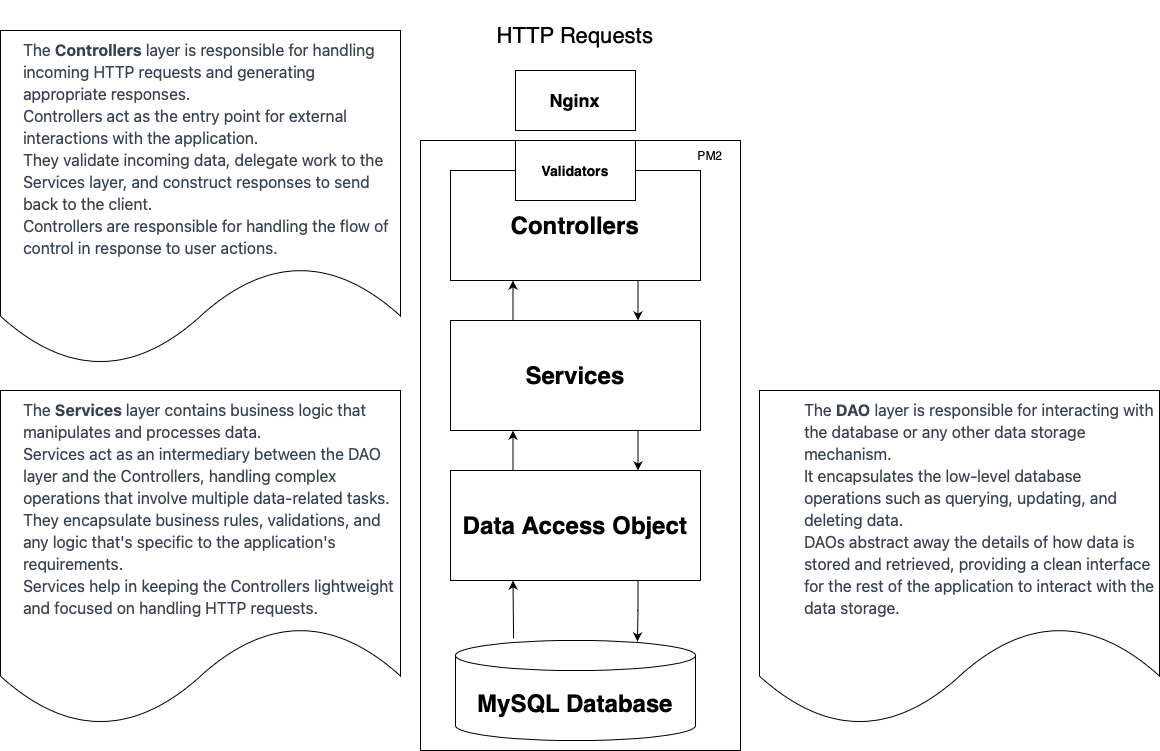 HTTP Requests
The Controllers layer is responsible for handling
incoming HTTP requests and generating
appropriate responses.
Controllers act as the entry point for external
interactions with the application.
They validate incoming data, delegate work to the
Services layer, and construct responses to send
back to the client.
Controllers are responsible for handling the flow of
control in response to user actions.
Nginx
PM2
Validators
Controllers
Services
The Services layer contains business logic that
manipulates and processes data.
Services act as an intermediary between the DAO
layer and the Controllers, handling complex
operations that involve multiple data-related tasks.
They encapsulate business rules, validations, and
any logic that's specific to the application's
requirements.
Services help in keeping the Controllers lightweight
and focused on handling HTTP requests.
Data Access Object
The DAO layer is responsible for interacting with
the database or any other data storage
mechanism.
It encapsulates the low-level database
operations such as querying, updating, and
deleting data.
DAOs abstract away the details of how data is
stored and retrieved, providing a clean interface
for the rest of the application to interact with the
data storage.
MySQL Database